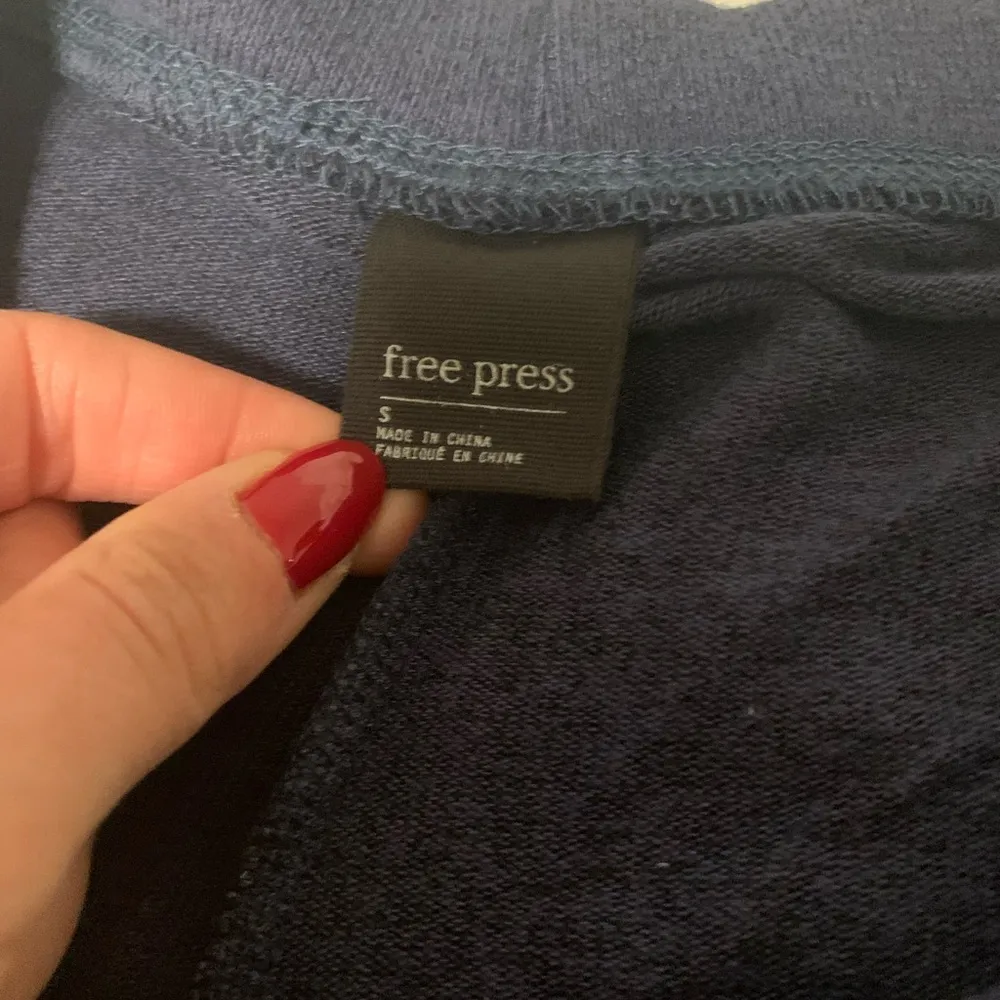 free press
S
MADE IN CHINA
FABRIQUÉ EN CHINE